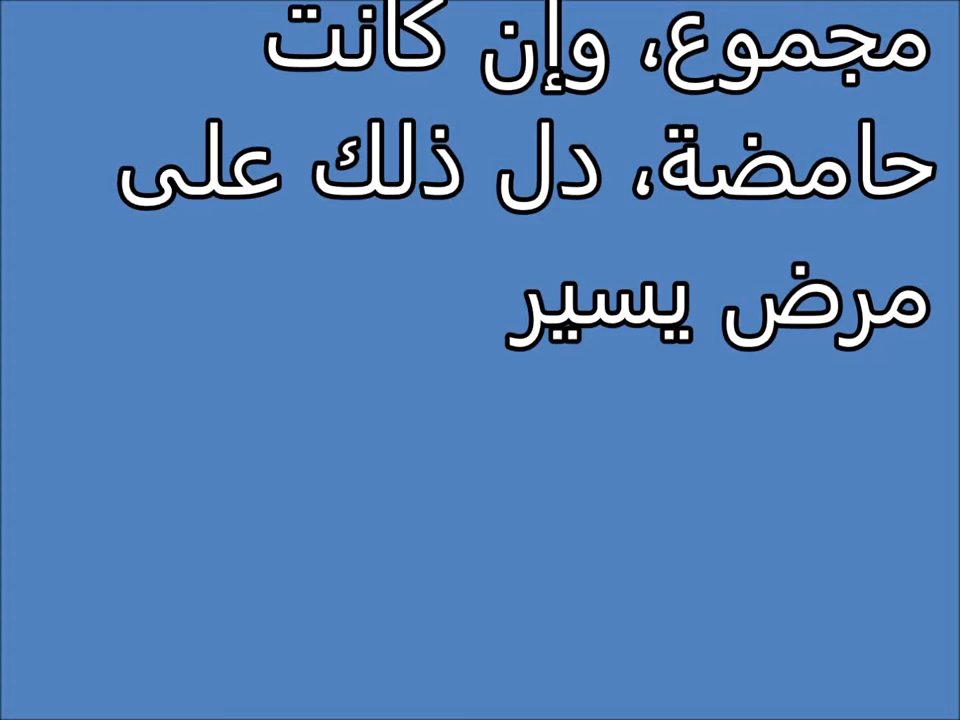 مجموع، وإن كانت
حامضة، دل ذلك على
مرض يسير